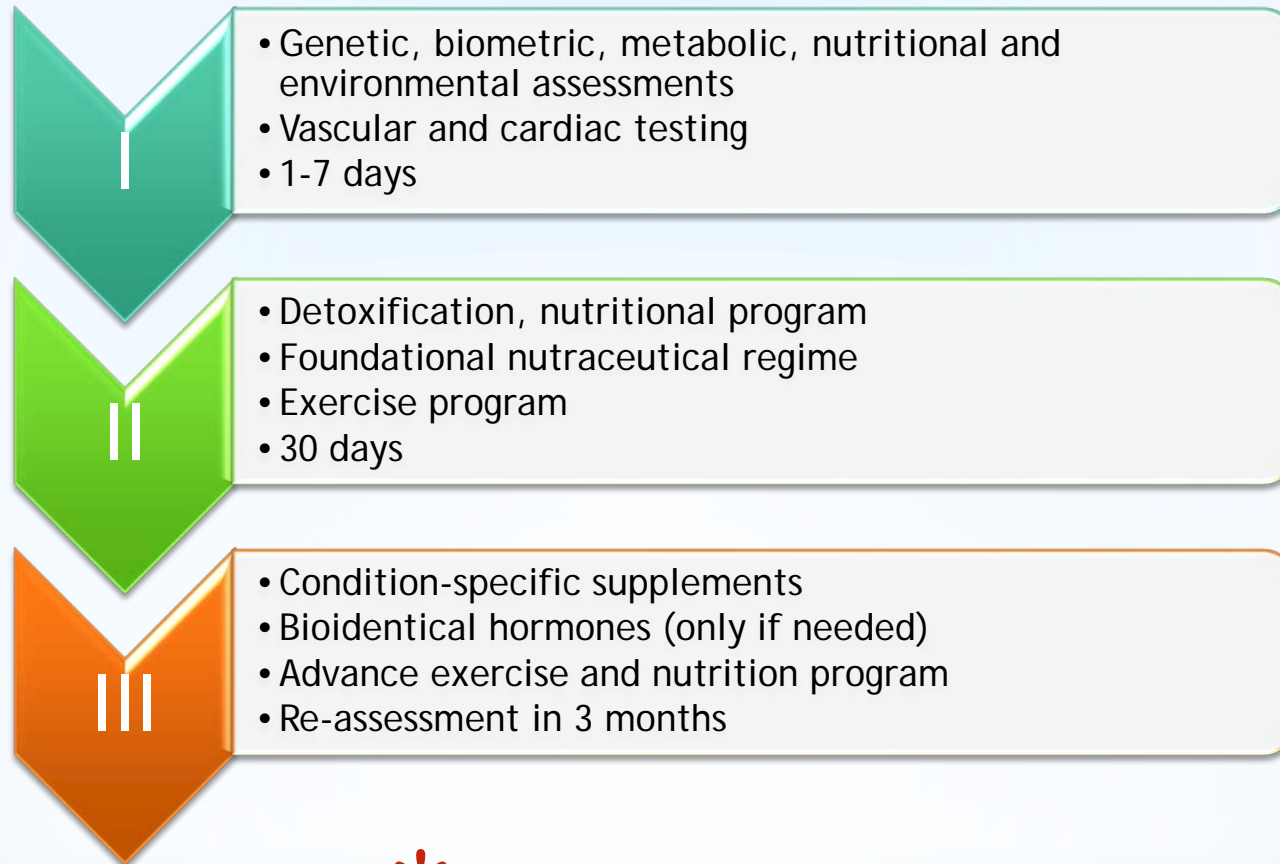 I
• Genetic, biometric, metabolic, nutritional and
environmental assessments
• Vascular and cardiac testing
• 1-7 days
II
• Detoxification, nutritional program
• Foundational nutraceutical regime
• Exercise program
• 30 days
III
• Condition-specific supplements
• Bioidentical hormones (only if needed)
• Advance exercise and nutrition program
• Re-assessment in 3 months